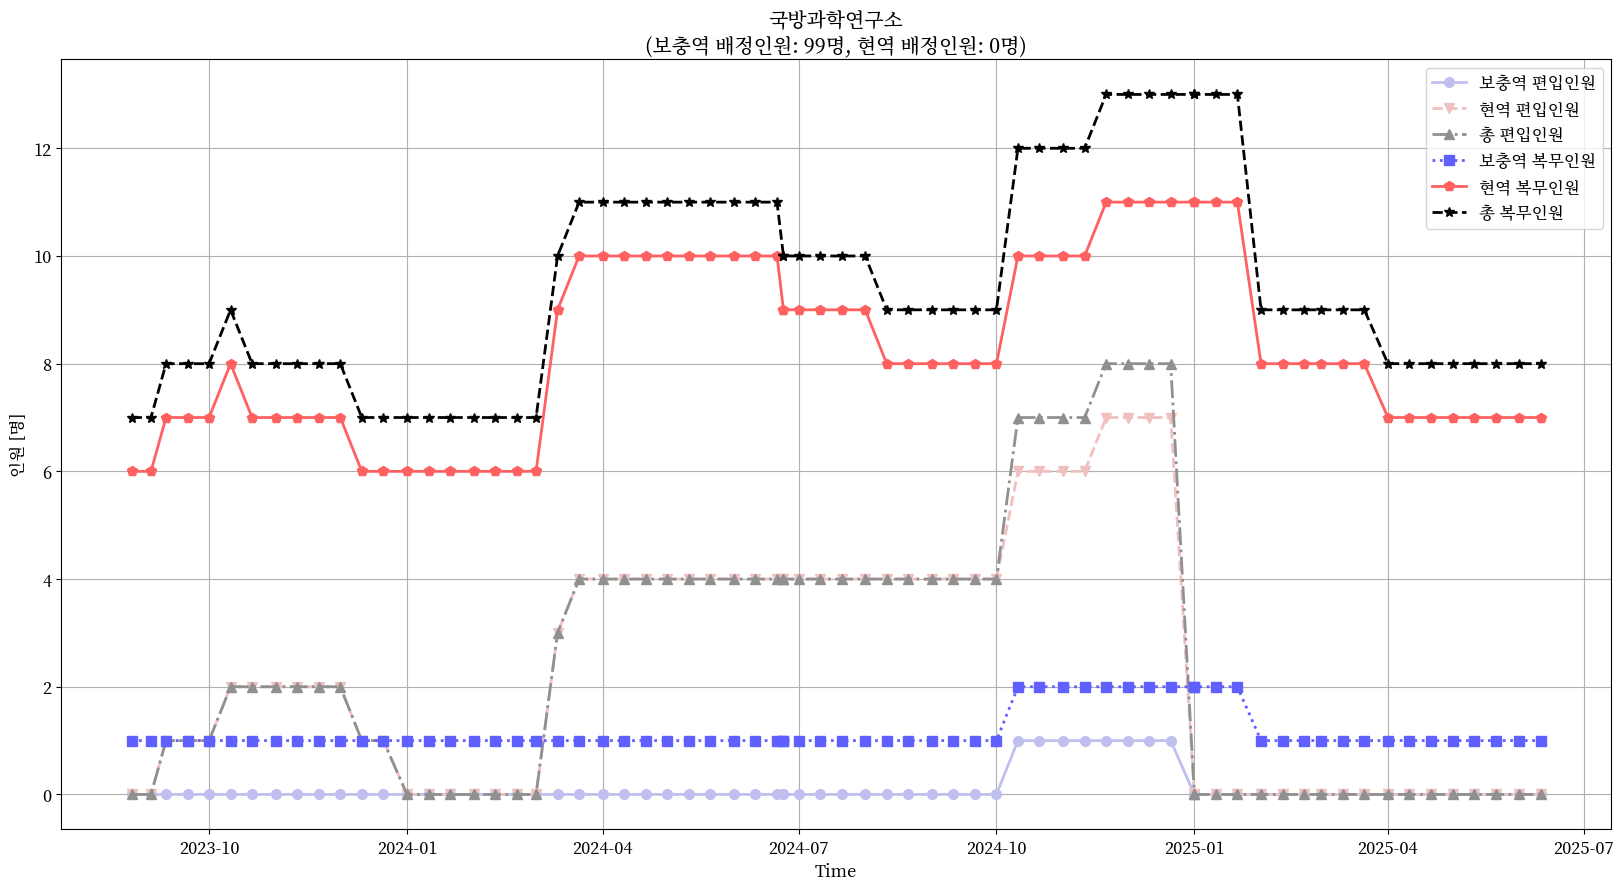 국방과학연구소
(보충역 배정인원: 99명, 현역 배정인원: 0명)
보충역 편입인원
현역 편입인원
총 편입인원
보충역 복무인원
현역 복무인원
총 복무인원
인원 [명]
12
10
8
6
4
2
0
2023-10
2024-01
2024-04
2024-07
2024-10
2025-01
2025-04
2025-07
Time